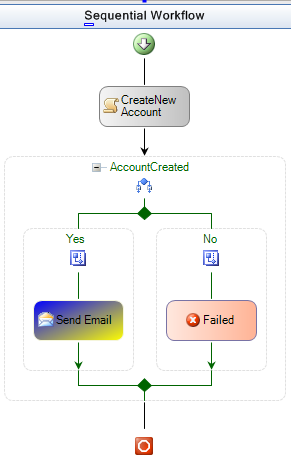 Sequential Workflow
CreateNew
Account
AccountCreated
Yes
No
Send Email
Failed